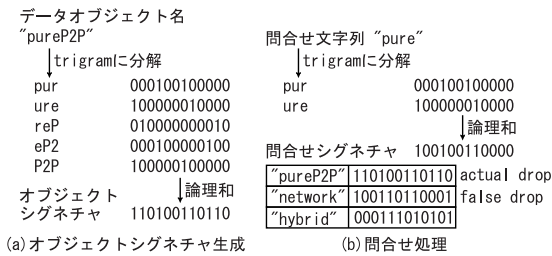 データオブジェクト名
"pureP2P"
trigramに分解
pur 000100100000
ure 100000010000
reP 010000000010
eP2 000100000100
P2P 100000100000
論理和
オブジェクト
シグネチャ 110100110110
(a)オブジェクトシグネチャ生成
問合せ文字列 "pure"
trigramに分解
pur 000100100000
ure 100000010000
論理和
問合せシグネチャ 100100110000
"pureP2P" 110100110110 actual drop
"network" 100110110001 false drop
"hybrid" 000111010101
(b)問合せ処理